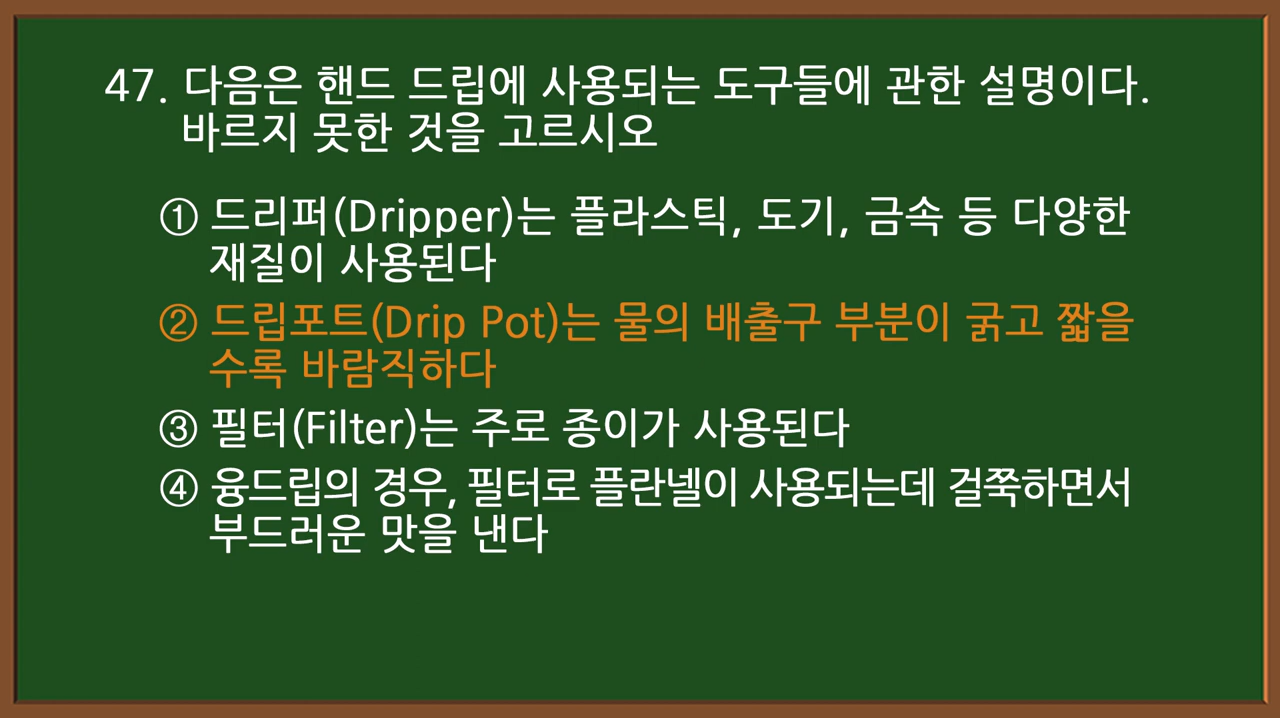 47. 다음은 핸드 드립에 사용되는 도구들에 관한 설명이다.
바르지 못한 것을 고르시오
① 드리퍼(Dripper)는 플라스틱, 도기, 금속 등 다양한
재질이 사용된다
② 드립포트(Drip Pot)는 물의 배출구 부분이 굵고 짧을
수록 바람직하다
③ 필터(Filter)는 주로 종이가 사용된다
④ 융드립의 경우, 필터로 플란넬이 사용되는데 걸쭉하면서
부드러운 맛을 낸다